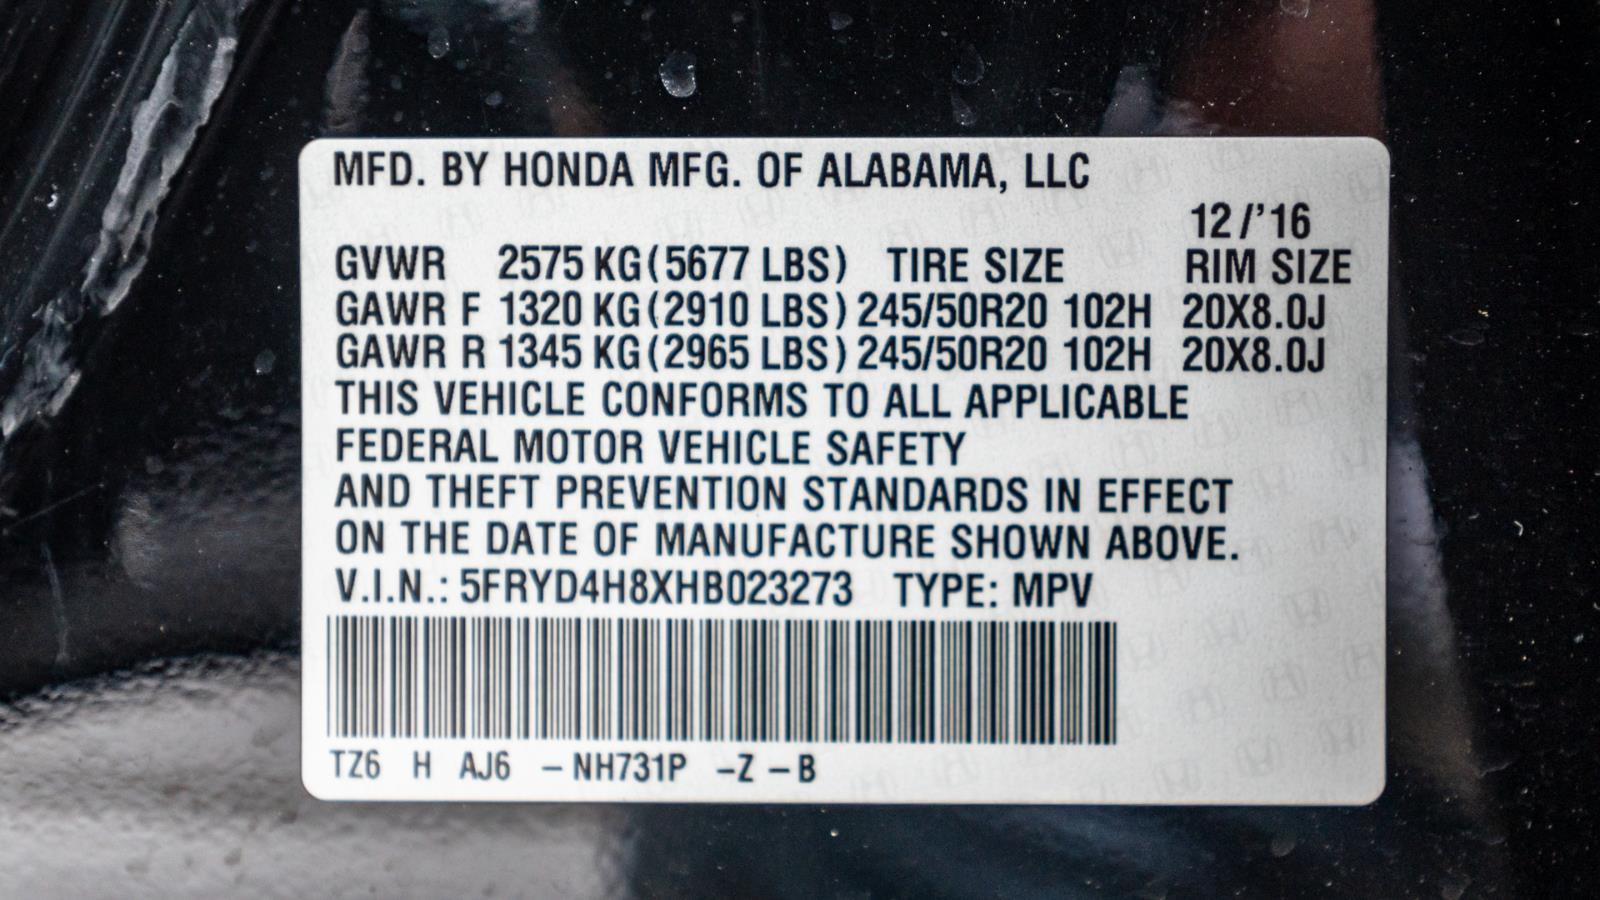 MFD. BY HONDA MFG. OF ALABAMA, LLC
12/'16
GVWR 2575 KG(5677 LBS) TIRE SIZE RIM SIZE
GAWR F 1320 KG(2910 LBS) 245/50R20 102H 20X8.0J
GAWR R 1345 KG(2965 LBS) 245/50R20 102H 20X8.0J
THIS VEHICLE CONFORMS TO ALL APPLICABLE
FEDERAL MOTOR VEHICLE SAFETY
AND THEFT PREVENTION STANDARDS IN EFFECT
ON THE DATE OF MANUFACTURE SHOWN ABOVE.
V.I.N.: 5FRYD4H8XHB023273 TYPE: MPV
TZ6 H AJ6 –NH731P –Z –B